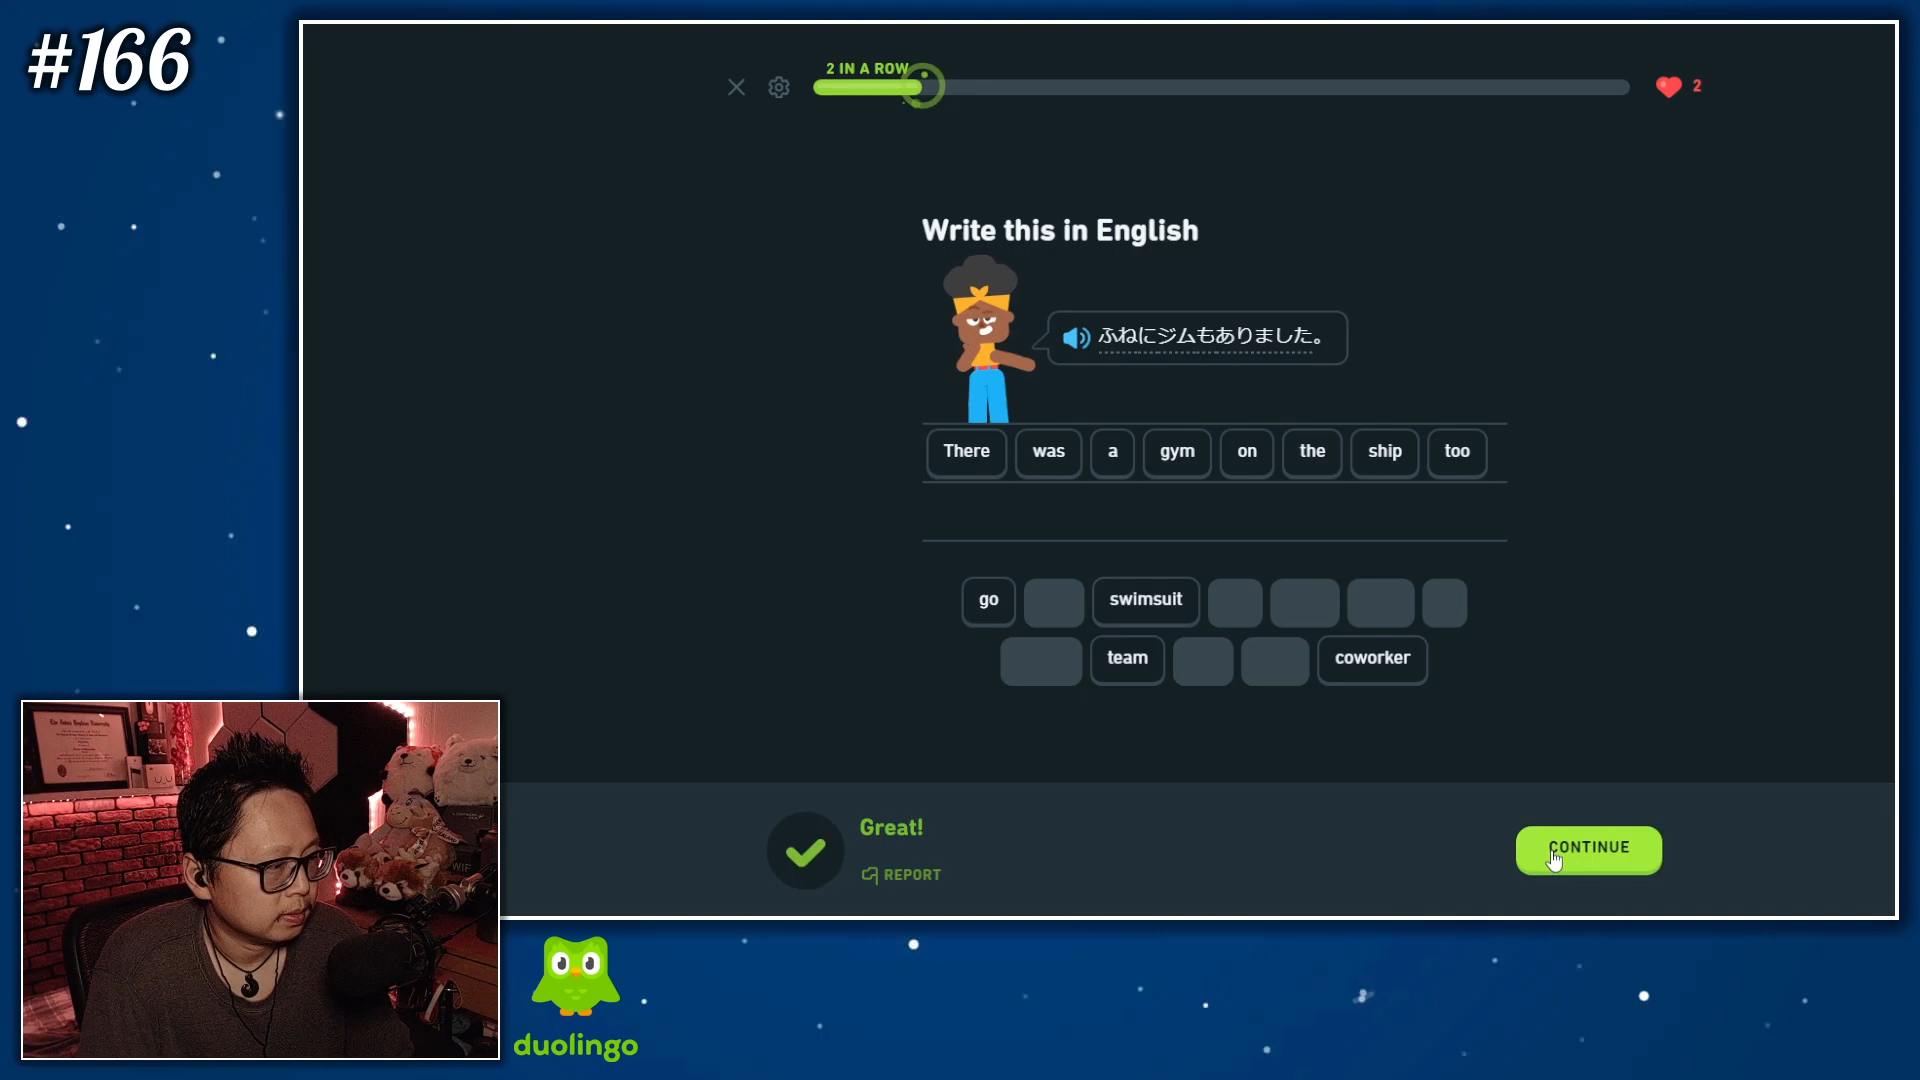 #166
2 IN A ROW
2
Write this in English
ふねにジムもありました。
There was a gym on the ship too
go swimsuit
team coworker
Great!
REPORT
CONTINUE
duolingo